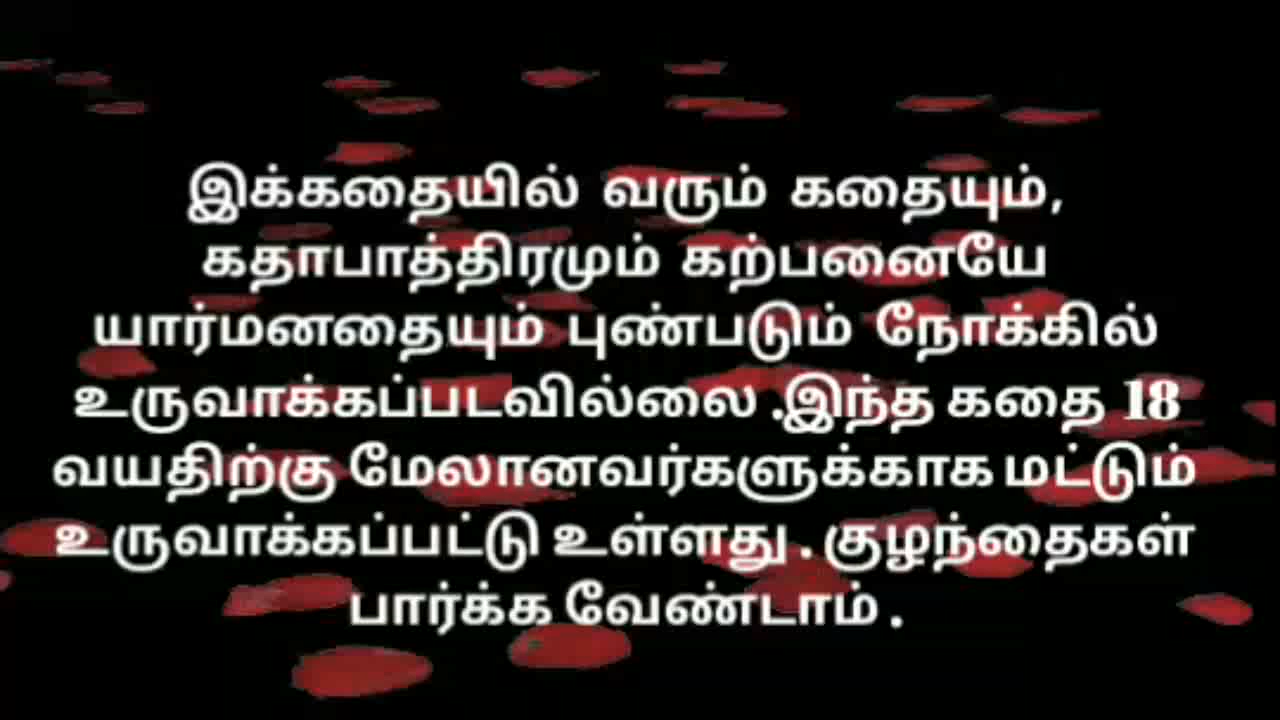 இக்கதையில் வரும் கதையும்,
கதாபாத்திரமும் கற்பனையே
யார்மனதையும் புண்படும் நோக்கில்
உருவாக்கப்படவில்லை .இந்த கதை 18
வயதிற்கு மேலானவர்களுக்காக மட்டும்
உருவாக்கப்பட்டு உள்ளது . குழந்தைகள்
பார்க்க வேண்டாம் .